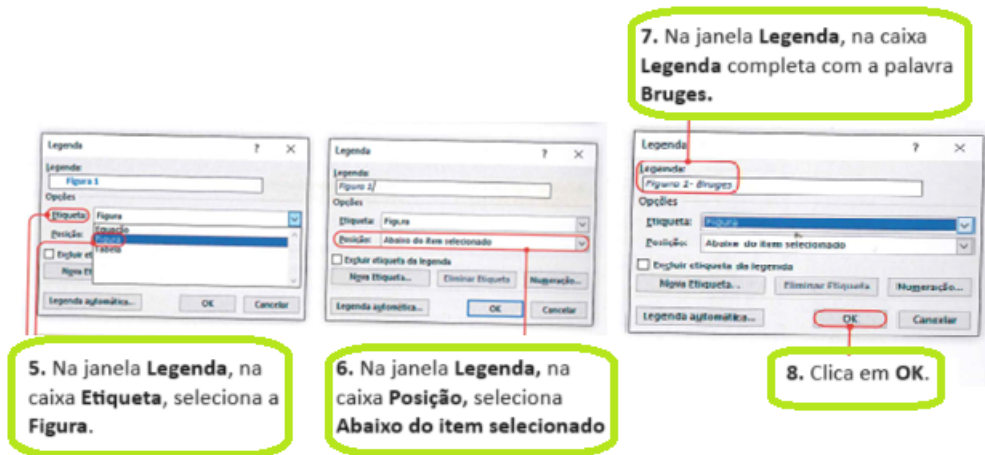 7. Na janela Legenda, na caixa
Legenda completa com a palavra
Bruges.
Legenda
?
Legenda:
Figura 1
Opções
Etiqueta:
Figura
Equação
Figura
Tabela
Posição:
Excluir et
Nova Et
Legenda automática...
OK
Cancelar
Legenda
?
Legenda:
Figura 1
Opções
Etiqueta: Figura
Posição: Abaixo do item selecionado
Excluir etiqueta da legenda
Nova Etiqueta...
Eliminar Etiqueta
Numeração...
Legenda automática...
OK
Cancelar
Legenda
?
Legenda:
Figura 1- Bruges
Opções
Etiqueta:
Figura
Posição:
Abaixo do item selecionado
Excluir etiqueta da legenda
Nova Etiqueta...
Eliminar Etiqueta
Numeração...
Legenda automática...
OK
Cancelar
5. Na janela Legenda, na
caixa Etiqueta, seleciona a
Figura.
6. Na janela Legenda, na
caixa Posição, seleciona
Abaixo do item selecionado
8. Clica em OK.